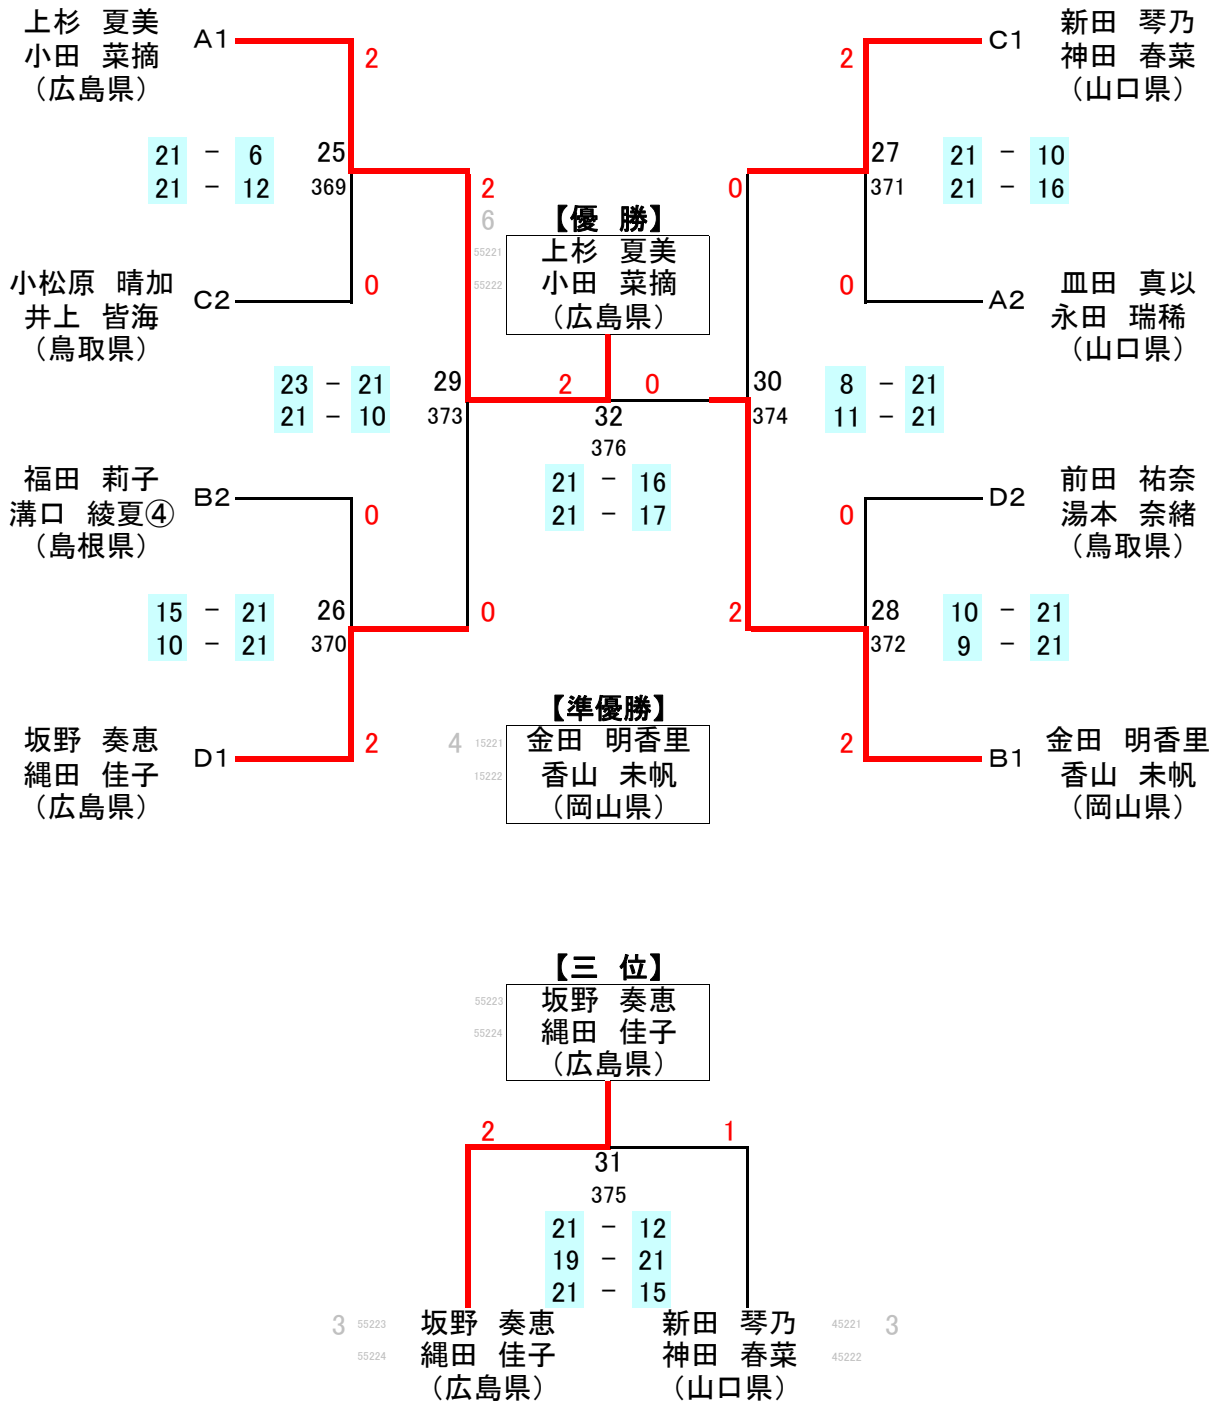 上杉 夏美
小田 菜摘
（広島県）
A1
2
2
C1
新田 琴乃
神田 春菜
（山口県）
21 - 6
21 - 12
25
369
27
371
21 - 10
21 - 16
2
0
6
【優 勝】
55221
55222
上杉 夏美
小田 菜摘
（広島県）
小松原 晴加
井上 皆海
（鳥取県）
C2
0
0
A2
皿田 真以
永田 瑞稀
（山口県）
23 - 21
21 - 10
29
373
2
0
32
376
21 - 16
21 - 17
30
374
8 - 21
11 - 21
福田 莉子
溝口 綾夏④
（島根県）
B2
0
0
D2
前田 祐奈
湯本 奈緒
（鳥取県）
15 - 21
10 - 21
26
370
0
2
28
372
10 - 21
9 - 21
坂野 奏恵
縄田 佳子
（広島県）
D1
2
【準優勝】
4
15221
15222
金田 明香里
香山 未帆
（岡山県）
2
B1
金田 明香里
香山 未帆
（岡山県）
【三 位】
55223
55224
坂野 奏恵
縄田 佳子
（広島県）
2
1
31
375
21 - 12
19 - 21
21 - 15
3
55223
55224
坂野 奏恵
縄田 佳子
（広島県）
新田 琴乃
神田 春菜
（山口県）
45221
45222
3